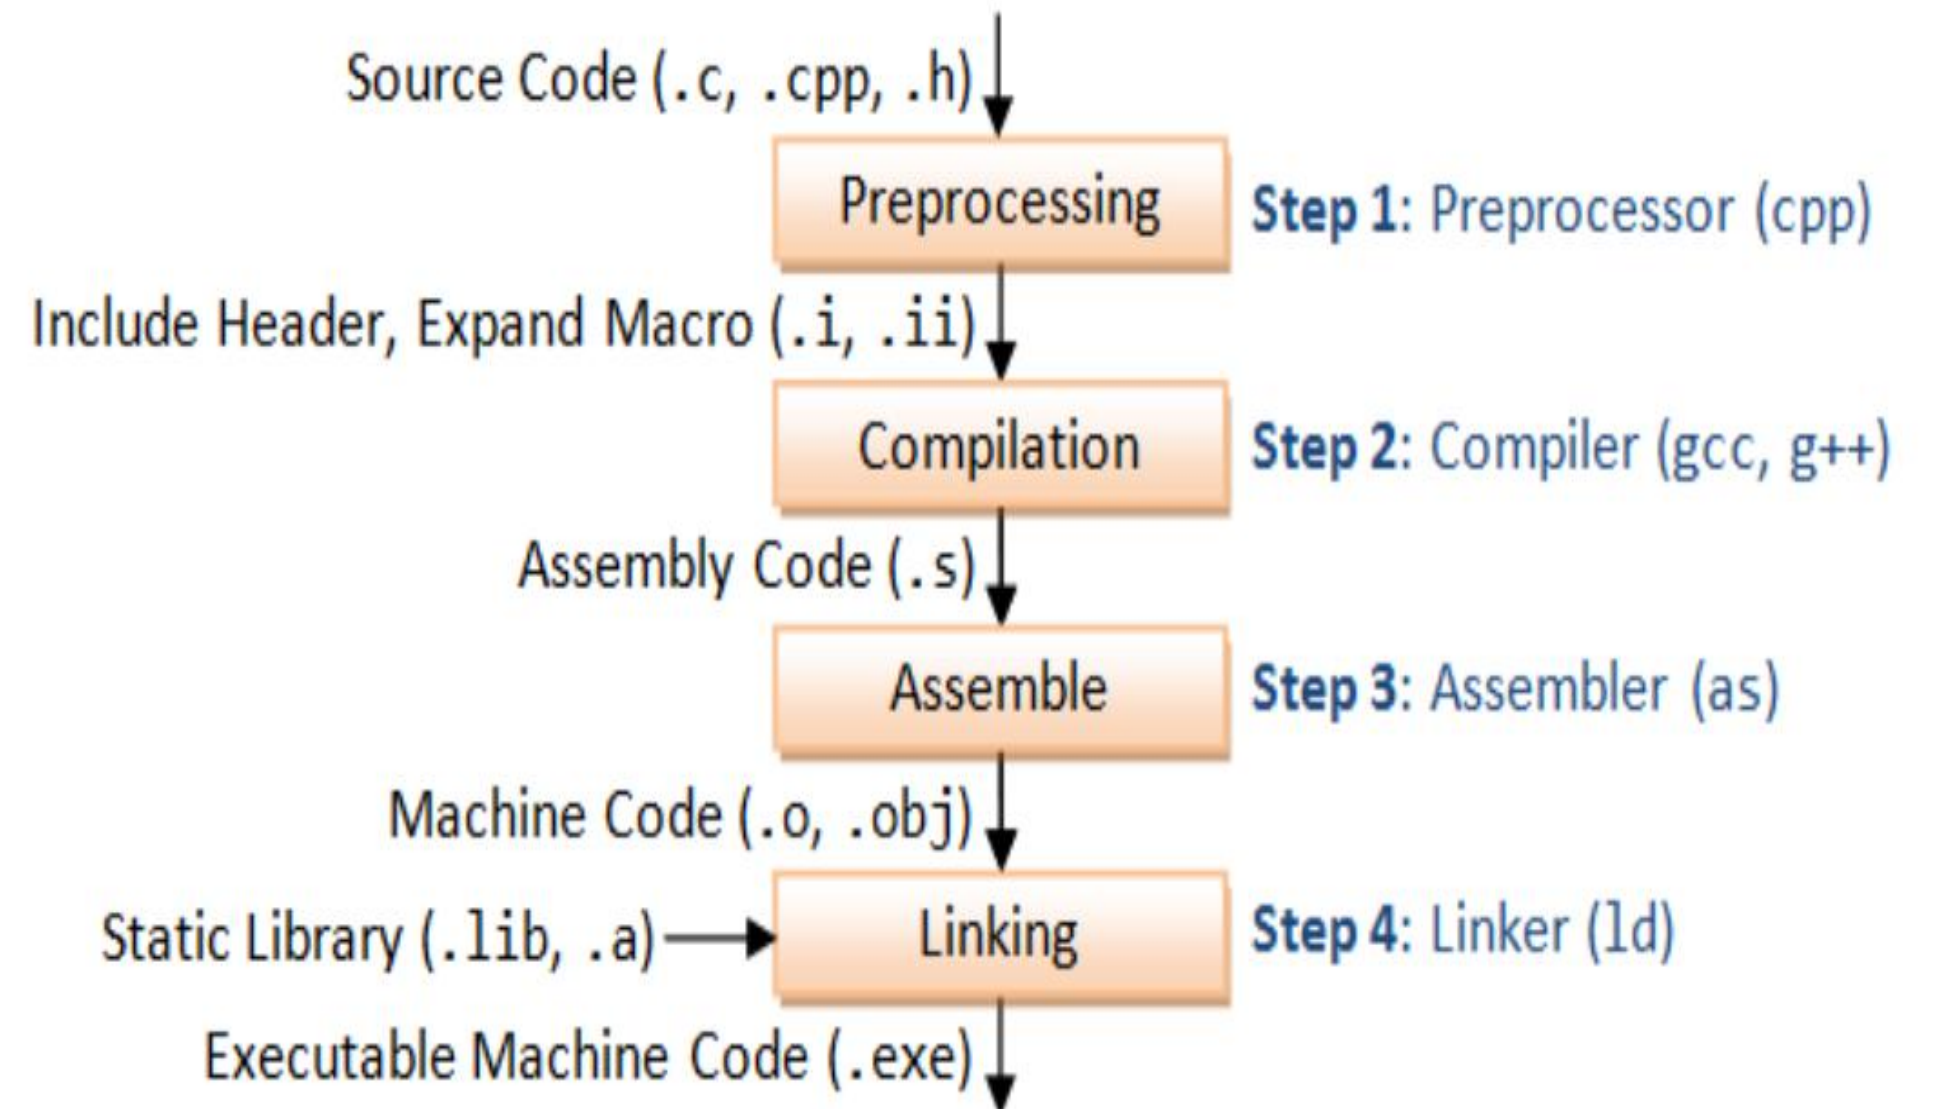 Source Code (.c, .cpp, .h)
Preprocessing
Step 1: Preprocessor (cpp)
Include Header, Expand Macro (.i, .ii)
Compilation
Step 2: Compiler (gcc, g++)
Assembly Code (.s)
Assemble
Step 3: Assembler (as)
Machine Code (.o, .obj)
Static Library (.lib, .a)
Linking
Step 4: Linker (ld)
Executable Machine Code (.exe)